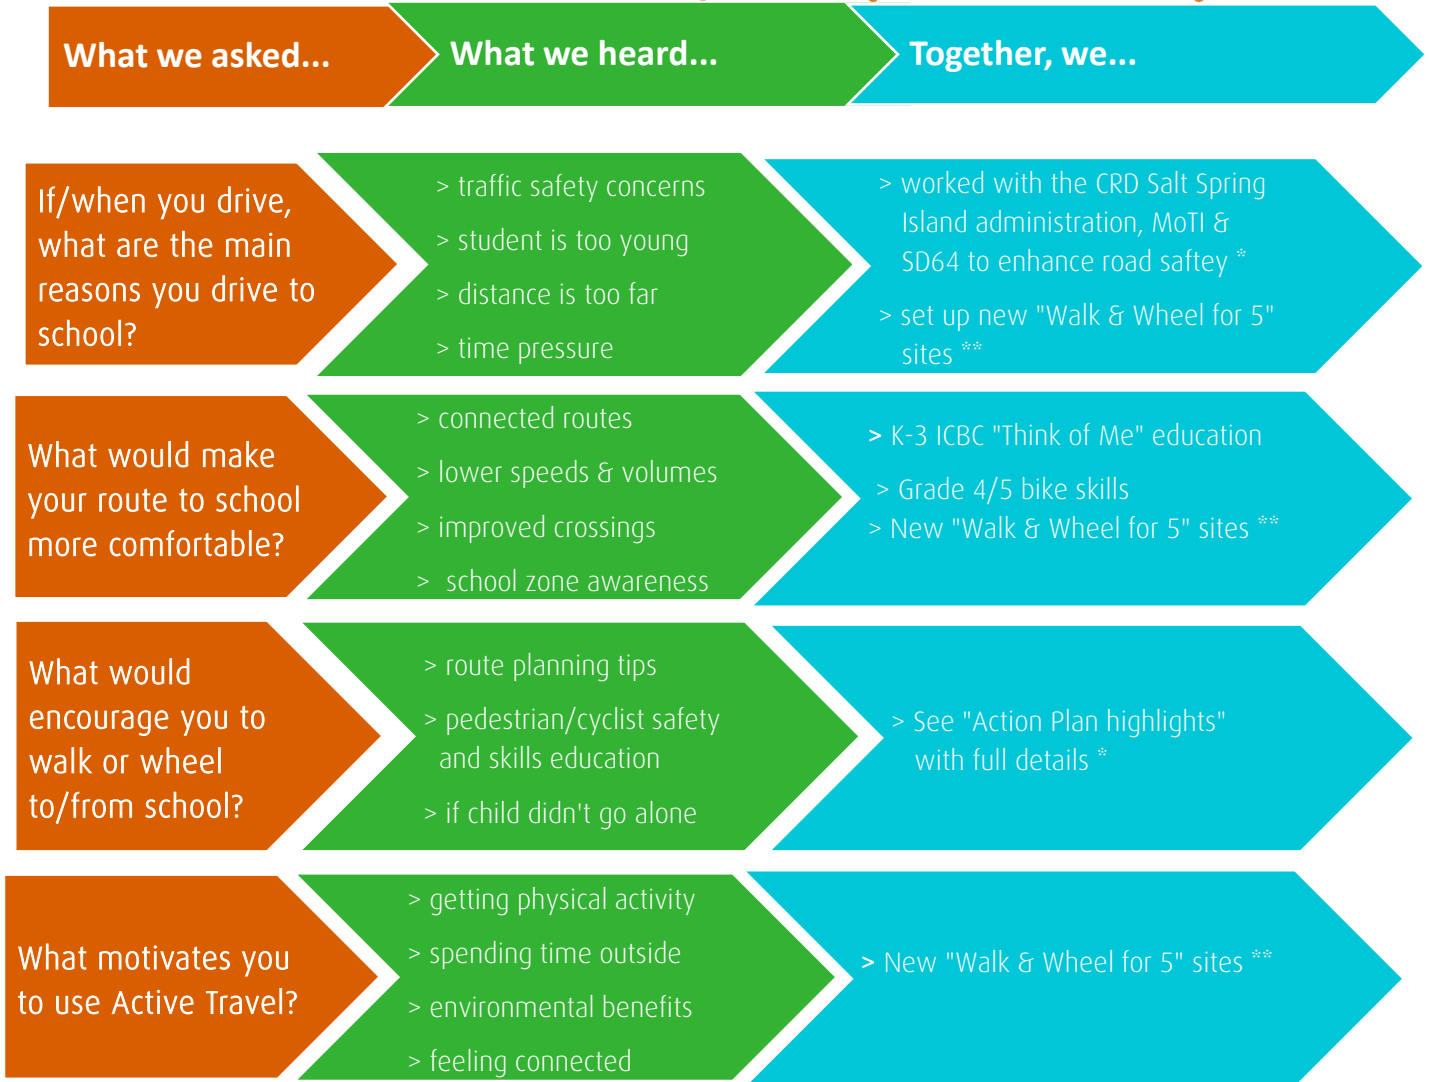 What we asked...
What we heard...
Together, we...
If/when you drive,
what are the main
reasons you drive to
school?
> traffic safety concerns
> student is too young
> distance is too far
> time pressure
> worked with the CRD Salt Spring
Island administration, MoTI &
SD64 to enhance road saftey *
> set up new "Walk & Wheel for 5"
sites **
What would make
your route to school
more comfortable?
> connected routes
> lower speeds & volumes
> improved crossings
> school zone awareness
> K-3 ICBC "Think of Me" education
> Grade 4/5 bike skills
> New "Walk & Wheel for 5" sites **
What would
encourage you to
walk or wheel
to/from school?
> route planning tips
> pedestrian/cyclist safety
and skills education
> if child didn't go alone
> See "Action Plan highlights"
with full details *
What motivates you
to use Active Travel?
> getting physical activity
> spending time outside
> environmental benefits
> feeling connected
> New "Walk & Wheel for 5" sites **